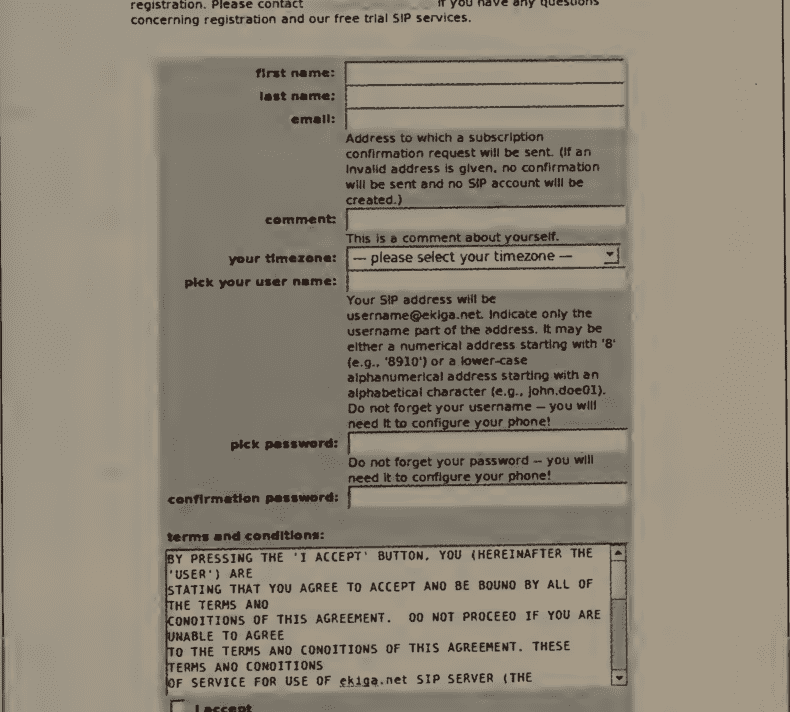 registration. Please contact if you have any questions
concerning registration and our free trial SIP services.
first name:
last name:
email:
Address to which a subscription
confirmation request will be sent. (If an
invalid address is given, no confirmation
will be sent and no SIP account will be
created.)
comment:
This is a comment about yourself.
your timezone: — please select your timezone —
pick your user name:
Your SIP address will be
username@ekiga.net. Indicate only the
username part of the address. It may be
either a numerical address starting with '8'
(e.g., '8910') or a lower-case
alphanumerical address starting with an
alphabetical character (e.g., john.doe01).
Do not forget your username — you will
need it to configure your phone!
pick password:
Do not forget your password — you will
need it to configure your phone!
confirmation password:
terms and conditions:
BY PRESSING THE 'I ACCEPT' BUTTON, YOU (HEREINAFTER THE
'USER') ARE
STATING THAT YOU AGREE TO ACCEPT AND BE BOUND BY ALL OF
THE TERMS AND
CONDITIONS OF THIS AGREEMENT. DO NOT PROCEED IF YOU ARE
UNABLE TO AGREE
TO THE TERMS AND CONDITIONS OF THIS AGREEMENT. THESE
TERMS AND CONDITIONS
OF SERVICE FOR USE OF ekiga.net SIP SERVER (THE
I accept